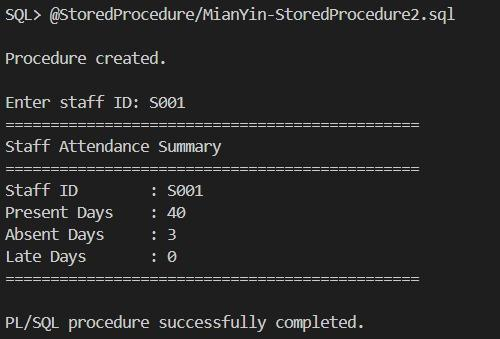 SQL> @StoredProcedure/MianYin-StoredProcedure2.sql
Procedure created.
Enter staff ID: S001
==============================================
Staff Attendance Summary
==============================================
Staff ID        : S001
Present Days    : 40
Absent Days     : 3
Late Days       : 0
==============================================
PL/SQL procedure successfully completed.